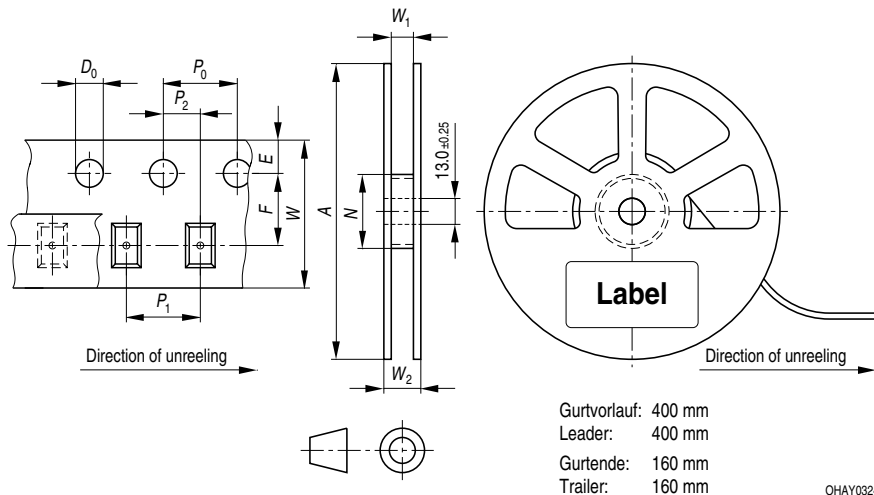 W1
D0
P0
P2
E
F
W
A
N
13.0 ±0.25
Label
P1
Direction of unreeling
W2
Direction of unreeling
Gurtvorlauf: 400 mm
Leader: 400 mm
Gurtende: 160 mm
Trailer: 160 mm